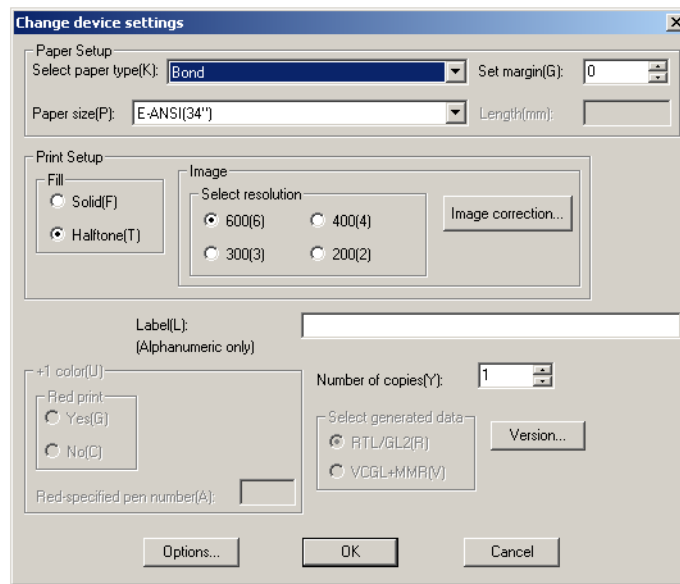 Change device settings
Paper Setup
Select paper type(K): Bond Set margin(G): 0
Paper size(P): E-ANSI(34") Length(mm):
Print Setup
Fill
Solid(F)
Halftone(T)
Image
Select resolution
600(6) 400(4)
300(3) 200(2)
Image correction...
Label(L):
(Alphanumeric only)
+1 color(U)
Red print
Yes(G)
No(C)
Red-specified pen number(A):
Number of copies(Y): 1
Select generated data
RTL/GL2(R)
VCGL+MMR(V)
Version...
Options... OK Cancel